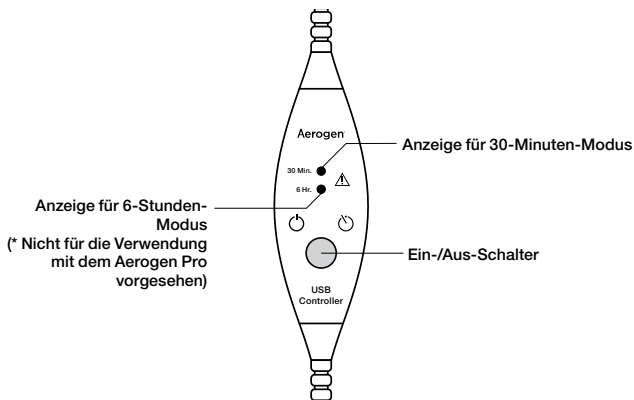 Aerogen
30 Min.
6 Hr.
USB
Controller
Anzeige für 30-Minuten-Modus
Anzeige für 6-Stunden-
Modus
(* Nicht für die Verwendung
mit dem Aerogen Pro
vorgesehen)
Ein-/Aus-Schalter